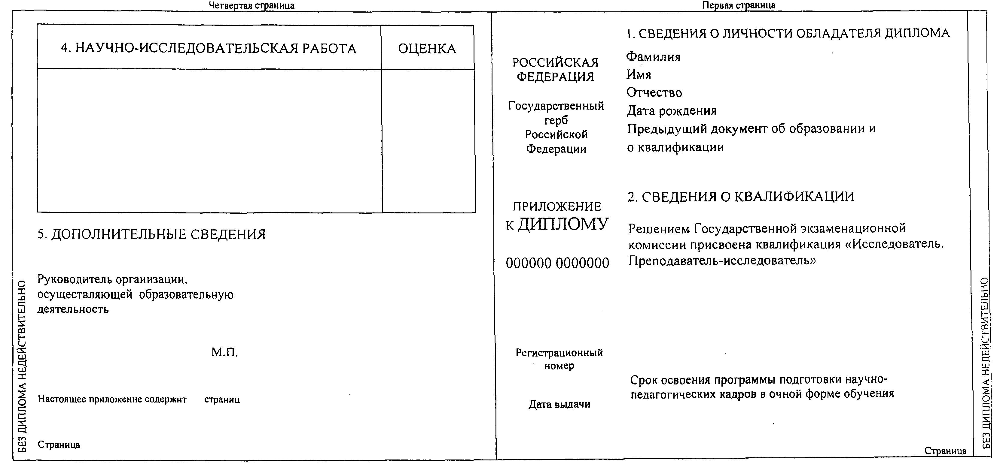 Четвертая страница
4. НАУЧНО-ИССЛЕДОВАТЕЛЬСКАЯ РАБОТА
ОЦЕНКА
5. ДОПОЛНИТЕЛЬНЫЕ СВЕДЕНИЯ
Руководитель организации.
осуществляющей образовательную
деятельность
М.П.
Настоящее приложение содержит страниц
Страница
БЕЗ ДИПЛОМА НЕДЕЙСТВИТЕЛЬНО
Первая страница
РОССИЙСКАЯ
ФЕДЕРАЦИЯ
Государственный
герб
Российской
Федерации
ПРИЛОЖЕНИЕ
к ДИПЛОМУ
000000 0000000
Регистрационный
номер
Дата выдачи
1. СВЕДЕНИЯ О ЛИЧНОСТИ ОБЛАДАТЕЛЯ ДИПЛОМА
Фамилия
Имя
Отчество
Дата рождения
Предыдущий документ об образовании и
о квалификации
2. СВЕДЕНИЯ О КВАЛИФИКАЦИИ
Решением Государственной экзаменационной
комиссии присвоена квалификация «Исследователь.
Преподаватель-исследователь»
Срок освоения программы подготовки научно-
педагогических кадров в очной форме обучения
Страница
БЕЗ ДИПЛОМА НЕДЕЙСТВИТЕЛЬНО